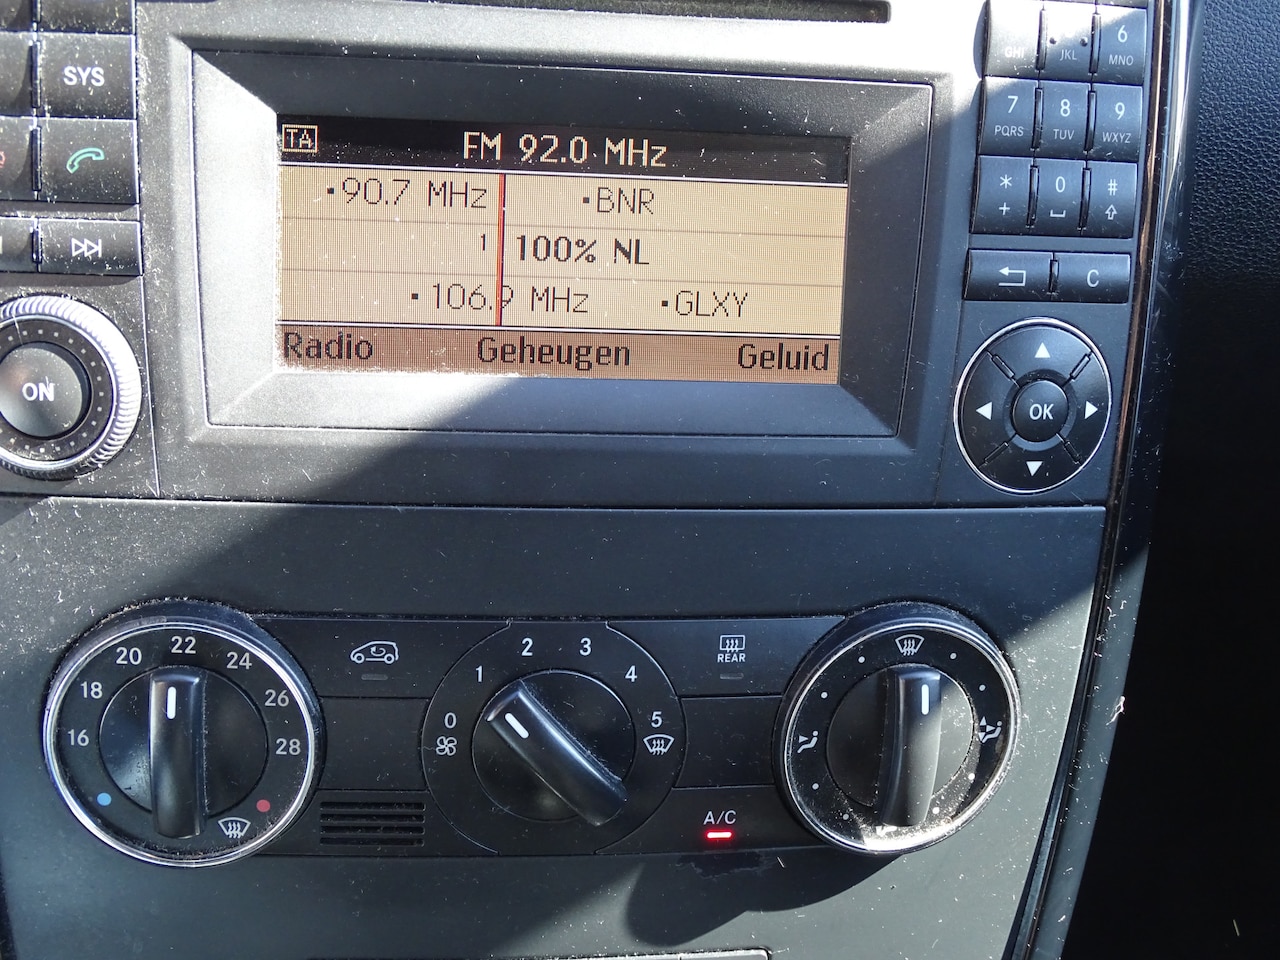 SYS
TA FM 92.0 MHz
90.7 MHz BNR
1 100% NL
106.9 MHz GLXY
Radio Geheugen Geluid
ON
GHI JKL 6 MNO
7 PQRS 8 TUV 9 WXYZ
* + 0 #
C
OK
16 18 20 22 24 26 28
0 1 2 3 4 5
REAR
A/C